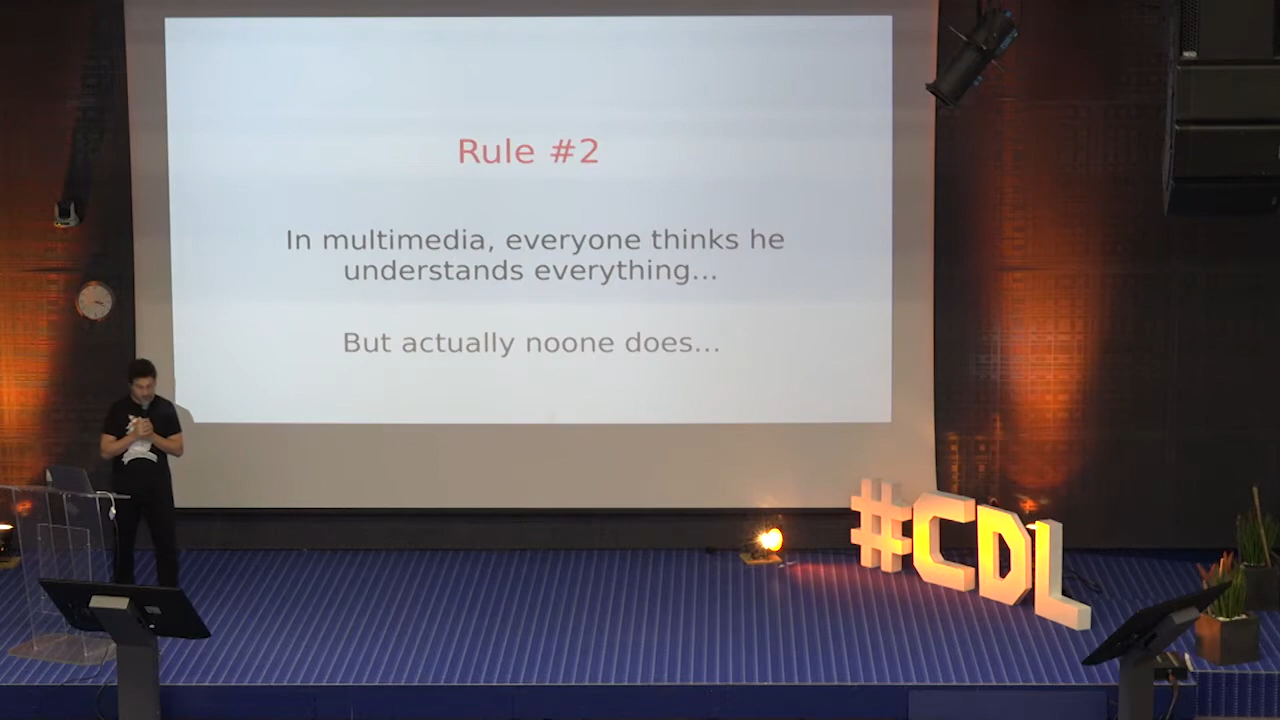 Rule #2
In multimedia, everyone thinks he
understands everything...
But actually noone does...
#CDL